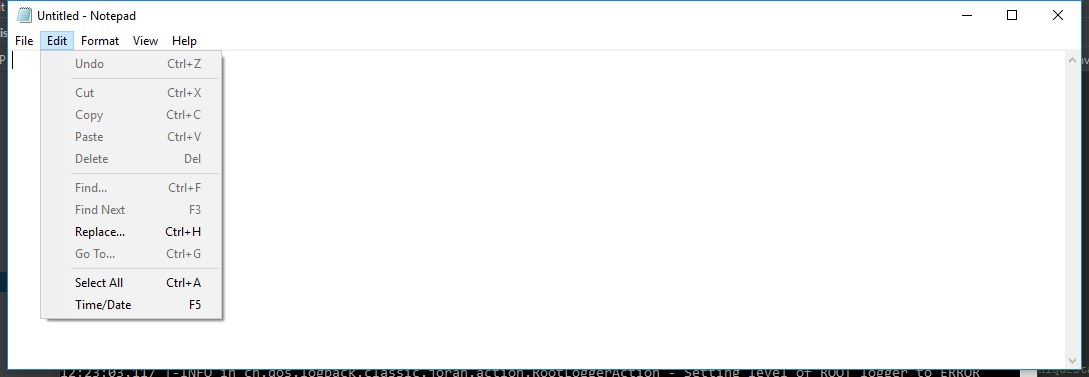 Untitled - Notepad
File Edit Format View Help
Undo Ctrl+Z
Cut Ctrl+X
Copy Ctrl+C
Paste Ctrl+V
Delete Del
Find... Ctrl+F
Find Next F3
Replace... Ctrl+H
Go To... Ctrl+G
Select All Ctrl+A
Time/Date F5
12:23:03.117 |-INFO in ch.qos.logback.classic.joran.action.RootLoggerAction - Setting level of ROOT logger to ERROR